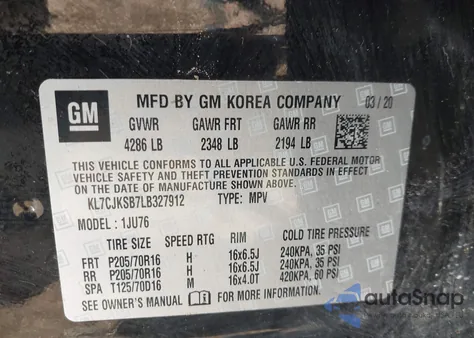 GM
MFD BY GM KOREA COMPANY 03/20
GVWR GAWR FRT GAWR RR
4286 LB 2348 LB 2194 LB
THIS VEHICLE CONFORMS TO ALL APPLICABLE U.S. FEDERAL MOTOR
VEHICLE SAFETY AND THEFT PREVENTION STANDARDS IN EFFECT
ON THE DATE OF MANUFACTURE SHOWN ABOVE.
KL7CJKSB7LB327912 TYPE: MPV
MODEL: 1JU76
TIRE SIZE SPEED RTG RIM COLD TIRE PRESSURE
FRT P205/70R16 H 16x6.5J 240KPA, 35 PSI
RR P205/70R16 H 16x6.5J 240KPA, 35 PSI
SPA T125/70D16 M 16x4.0T 420KPA, 60 PSI
SEE OWNER'S MANUAL FOR ADDITIONAL INFORMATION.
autoSnap